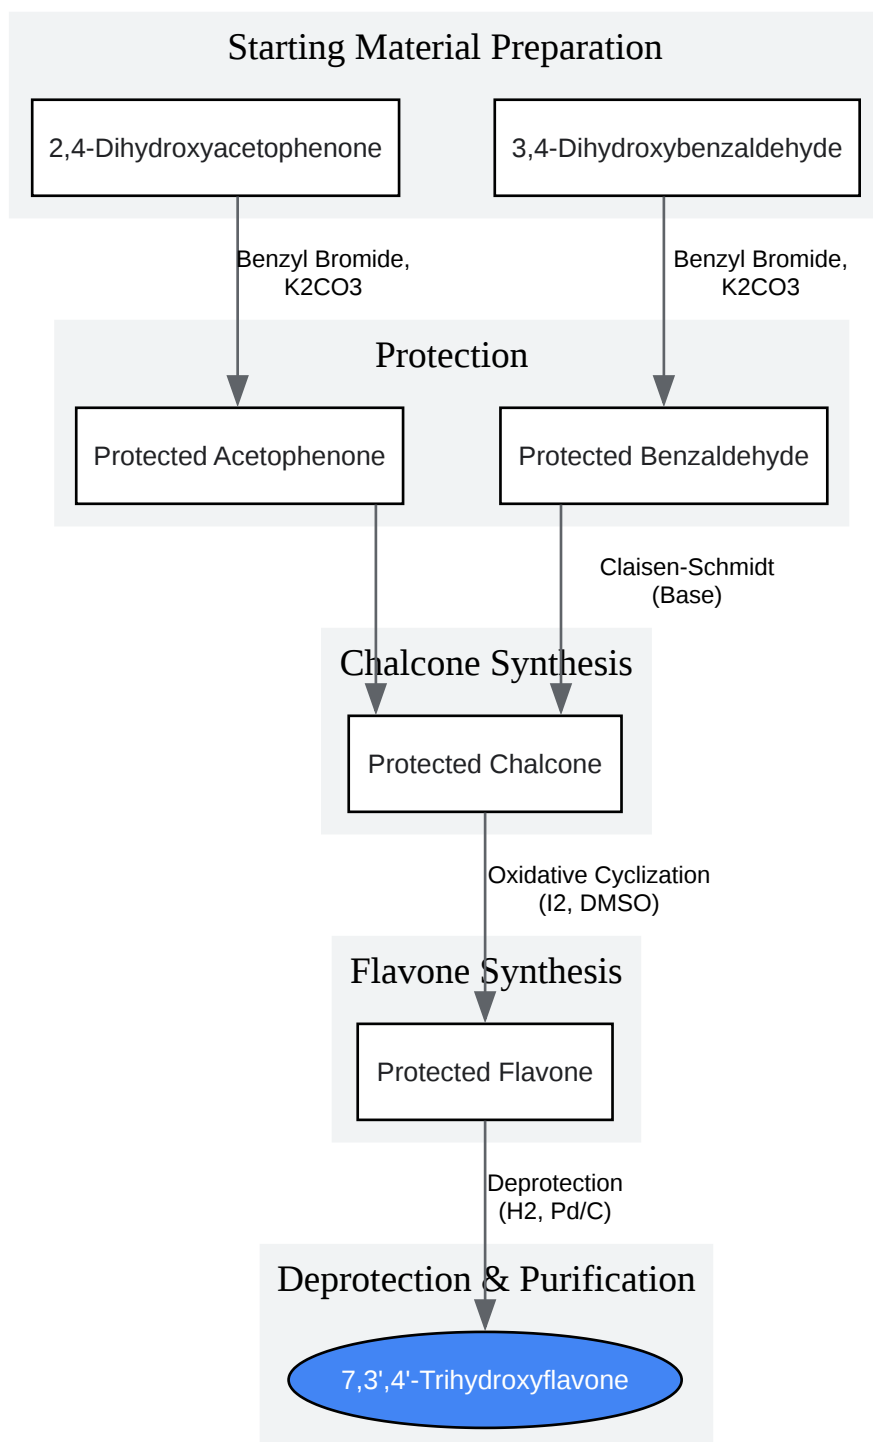 Starting Material Preparation
2,4-Dihydroxyacetophenone
3,4-Dihydroxybenzaldehyde
Benzyl Bromide,
K2CO3
Benzyl Bromide,
K2CO3
Protection
Protected Acetophenone
Protected Benzaldehyde
Claisen-Schmidt
(Base)
Chalcone Synthesis
Protected Chalcone
Oxidative Cyclization
(I2, DMSO)
Flavone Synthesis
Protected Flavone
Deprotection
(H2, Pd/C)
Deprotection & Purification
7,3',4'-Trihydroxyflavone